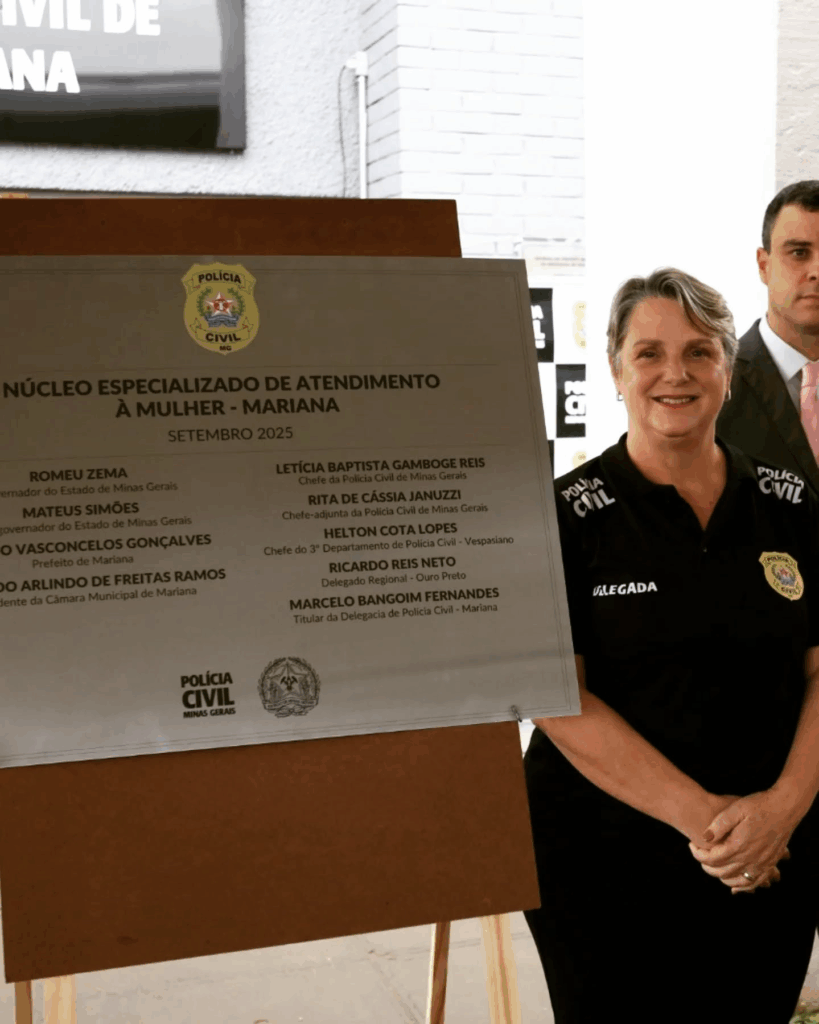 CIVIL DE
ANA
POLÍCIA
CIVIL
MG
NÚCLEO ESPECIALIZADO DE ATENDIMENTO
À MULHER - MARIANA
SETEMBRO 2025
ROMEU ZEMA
ernador do Estado de Minas Gerais
MATEUS SIMÕES
governador do Estado de Minas Gerais
O VASCONCELOS GONÇALVES
Prefeito de Mariana
DO ARLINDO DE FREITAS RAMOS
idente da Câmara Municipal de Mariana
LETÍCIA BAPTISTA GAMBOGE REIS
Chefe da Polícia Civil de Minas Gerais
RITA DE CÁSSIA JANUZZI
Chefe-adjunta da Polícia Civil de Minas Gerais
HELTON COTA LOPES
Chefe do 3º Departamento de Polícia Civil - Vespasiano
RICARDO REIS NETO
Delegado Regional - Ouro Preto
MARCELO BANGOIM FERNANDES
Titular da Delegacia de Polícia Civil - Mariana
POLÍCIA
CIVIL
MINAS GERAIS
POLÍCIA
CIVIL
POLÍCIA
CIVIL
DELEGADA
POLÍCIA
CIVIL